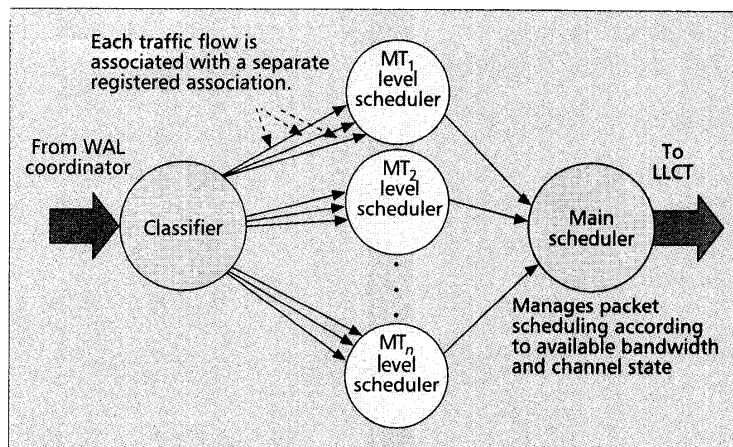 Each traffic flow is
associated with a separate
registered association.
MT1
level
scheduler
From WAL
coordinator
Classifier
MT2
level
scheduler
To
LLCT
Main
scheduler
MTn
level
scheduler
Manages packet
scheduling according
to available bandwidth
and channel state